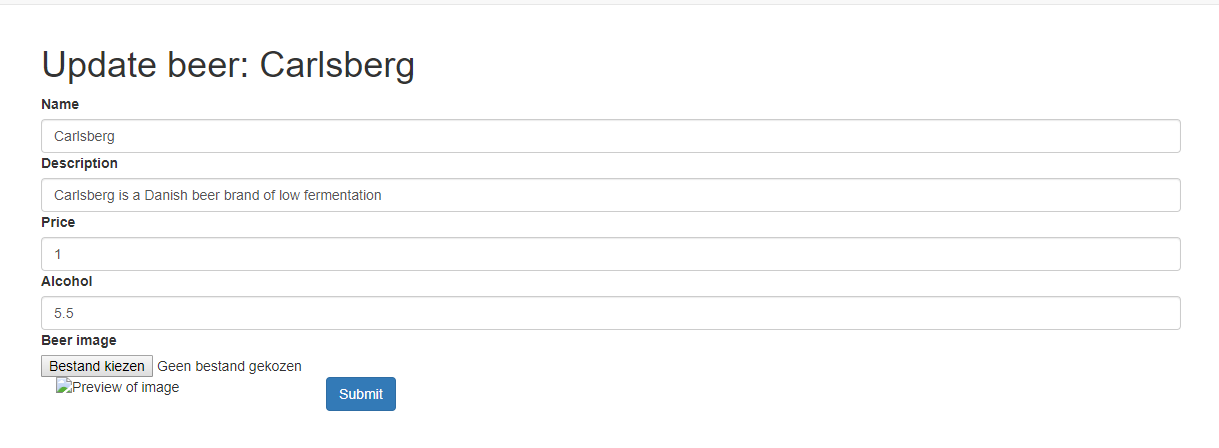 Update beer: Carlsberg
Name
Carlsberg
Description
Carlsberg is a Danish beer brand of low fermentation
Price
1
Alcohol
5.5
Beer image
Bestand kiezen Geen bestand gekozen
Preview of image Submit